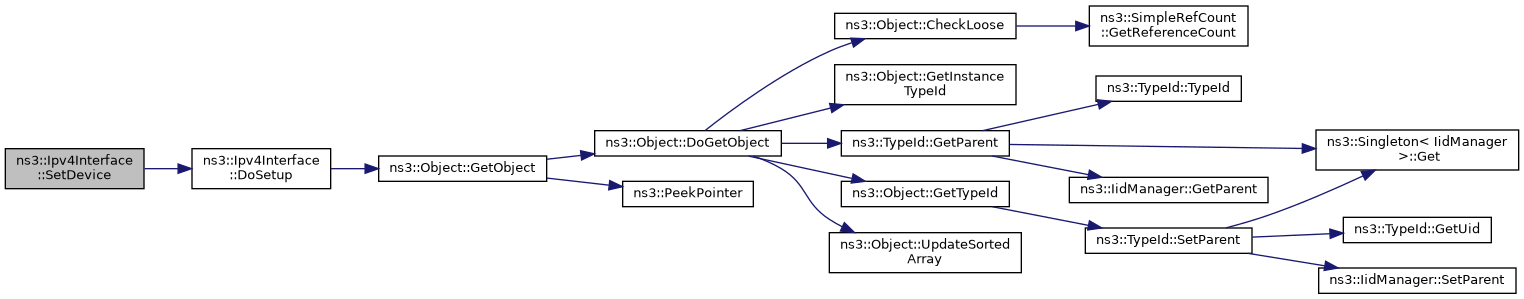 ns3::Ipv4Interface
::SetDevice
ns3::Ipv4Interface
::DoSetup
ns3::Object::GetObject
ns3::Object::DoGetObject
ns3::PeekPointer
ns3::Object::CheckLoose
ns3::Object::GetInstance
TypeId
ns3::TypeId::GetParent
ns3::Object::GetTypeId
ns3::Object::UpdateSorted
Array
ns3::SimpleRefCount
::GetReferenceCount
ns3::TypeId::TypeId
ns3::IidManager::GetParent
ns3::TypeId::SetParent
ns3::Singleton< IidManager
>::Get
ns3::TypeId::GetUid
ns3::IidManager::SetParent